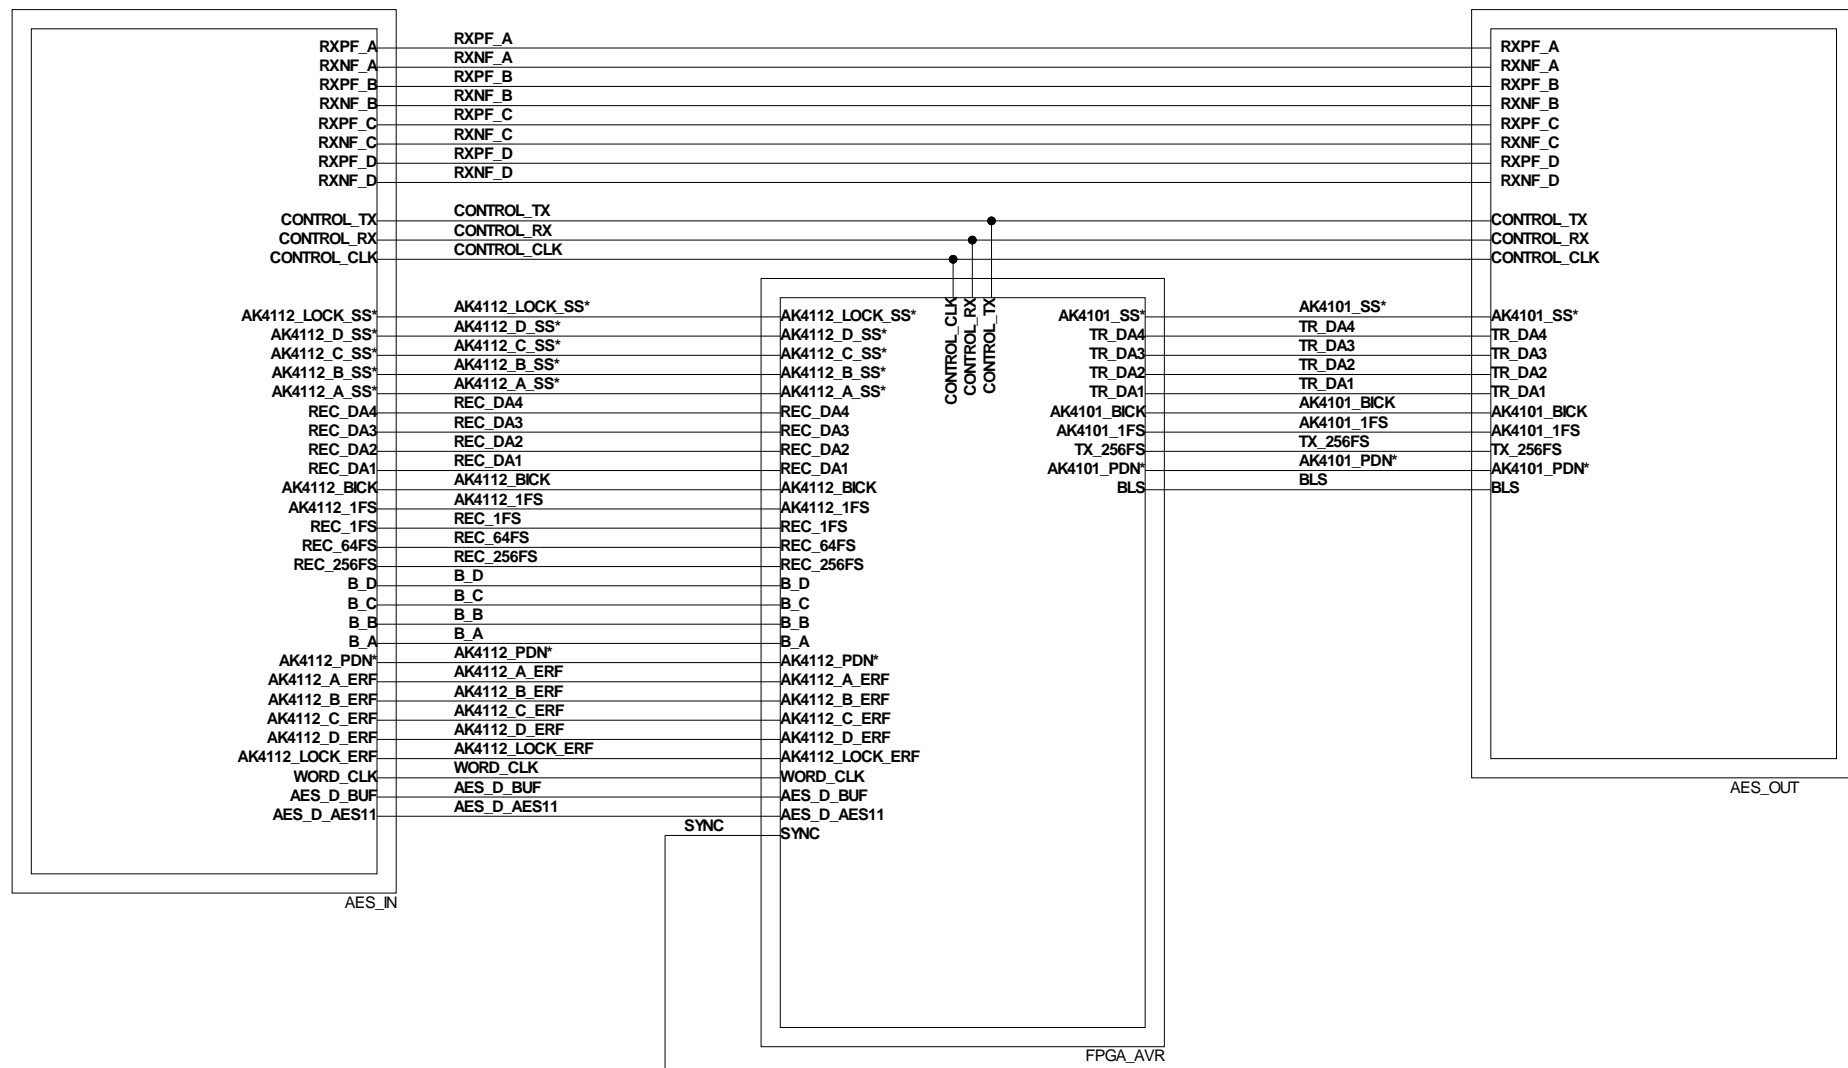 RXPF_A RXPF_A RXPF_A
RXNF_A RXNF_A RXNF_A
RXPF_B RXPF_B RXPF_B
RXNF_B RXNF_B RXNF_B
RXPF_C RXPF_C RXPF_C
RXNF_C RXNF_C RXNF_C
RXPF_D RXPF_D RXPF_D
RXNF_D RXNF_D RXNF_D
CONTROL_TX CONTROL_TX CONTROL_TX
CONTROL_RX CONTROL_RX CONTROL_RX
CONTROL_CLK CONTROL_CLK CONTROL_CLK
CONTROL_CLK
CONTROL_RX
CONTROL_TX
AK4112_LOCK_SS* AK4112_LOCK_SS* AK4112_LOCK_SS* AK4101_SS* AK4101_SS* AK4101_SS*
AK4112_D_SS* AK4112_D_SS* AK4112_D_SS* TR_DA4 TR_DA4 TR_DA4
AK4112_C_SS* AK4112_C_SS* AK4112_C_SS* TR_DA3 TR_DA3 TR_DA3
AK4112_B_SS* AK4112_B_SS* AK4112_B_SS* TR_DA2 TR_DA2 TR_DA2
AK4112_A_SS* AK4112_A_SS* AK4112_A_SS* TR_DA1 TR_DA1 TR_DA1
REC_DA4 REC_DA4 REC_DA4 AK4101_BICK AK4101_BICK AK4101_BICK
REC_DA3 REC_DA3 REC_DA3 AK4101_1FS AK4101_1FS AK4101_1FS
REC_DA2 REC_DA2 REC_DA2 TX_256FS TX_256FS TX_256FS
REC_DA1 REC_DA1 REC_DA1 AK4101_PDN* AK4101_PDN* AK4101_PDN*
AK4112_BICK AK4112_BICK AK4112_BICK BLS BLS BLS
AK4112_1FS AK4112_1FS AK4112_1FS
REC_1FS REC_1FS REC_1FS
REC_64FS REC_64FS REC_64FS
REC_256FS REC_256FS REC_256FS
B_D B_D B_D
B_C B_C B_C
B_B B_B B_B
B_A B_A B_A
AK4112_PDN* AK4112_PDN* AK4112_PDN*
AK4112_A_ERF AK4112_A_ERF AK4112_A_ERF
AK4112_B_ERF AK4112_B_ERF AK4112_B_ERF
AK4112_C_ERF AK4112_C_ERF AK4112_C_ERF
AK4112_D_ERF AK4112_D_ERF AK4112_D_ERF
AK4112_LOCK_ERF AK4112_LOCK_ERF AK4112_LOCK_ERF
WORD_CLK WORD_CLK WORD_CLK
AES_D_BUF AES_D_BUF AES_D_BUF
AES_D_AES11 AES_D_AES11 AES_D_AES11
SYNC SYNC
AES_OUT
AES_IN
FPGA_AVR